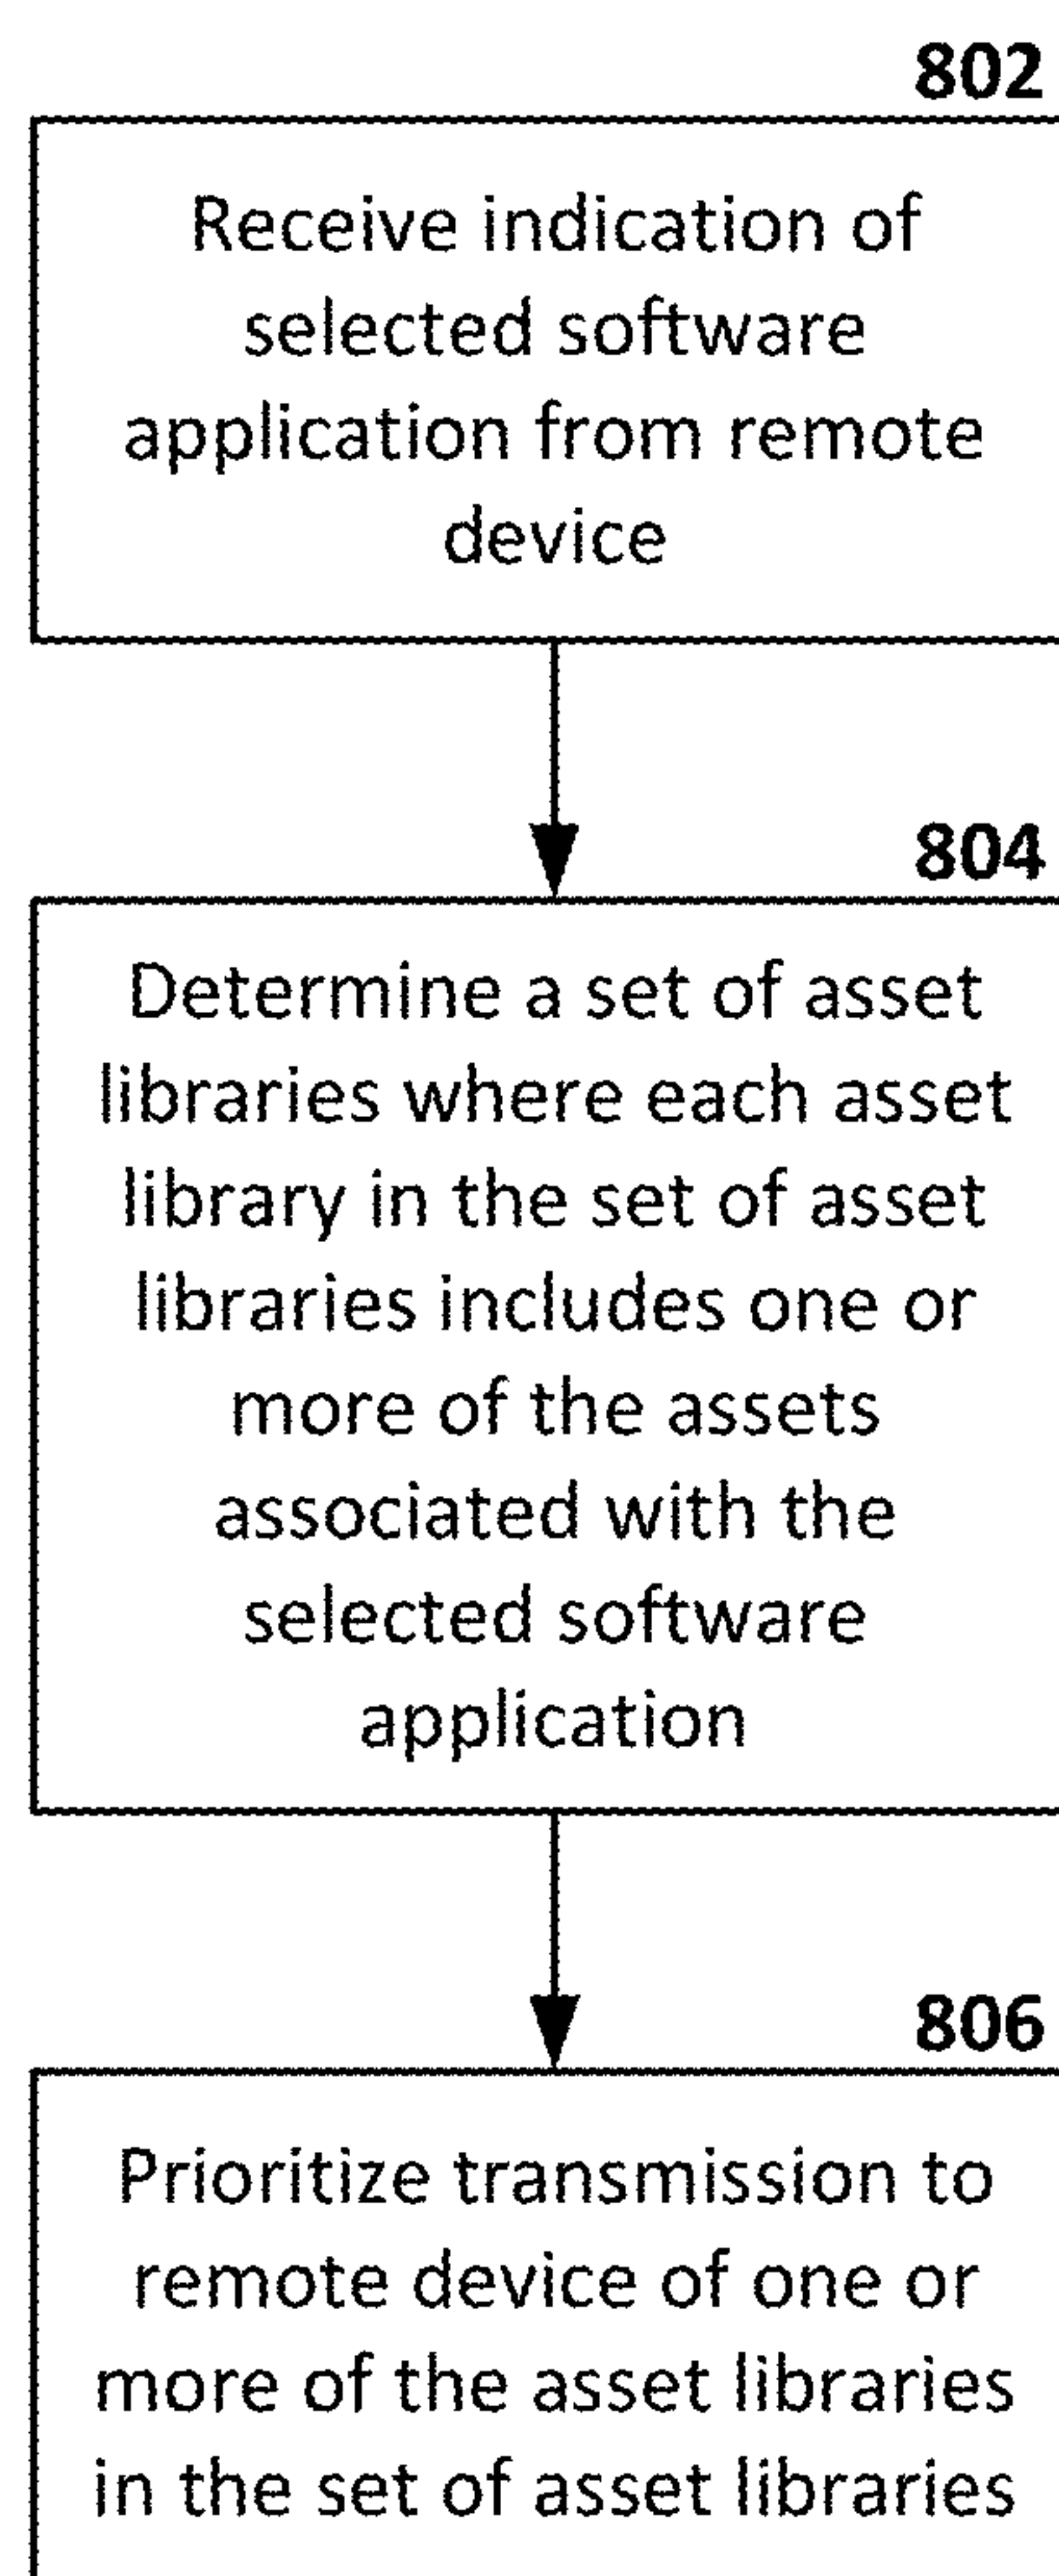 802
Receive indication of
selected software
application from remote
device
804
Determine a set of asset
libraries where each asset
library in the set of asset
libraries includes one or
more of the assets
associated with the
selected software
application
806
Prioritize transmission to
remote device of one or
more of the asset libraries
in the set of asset libraries